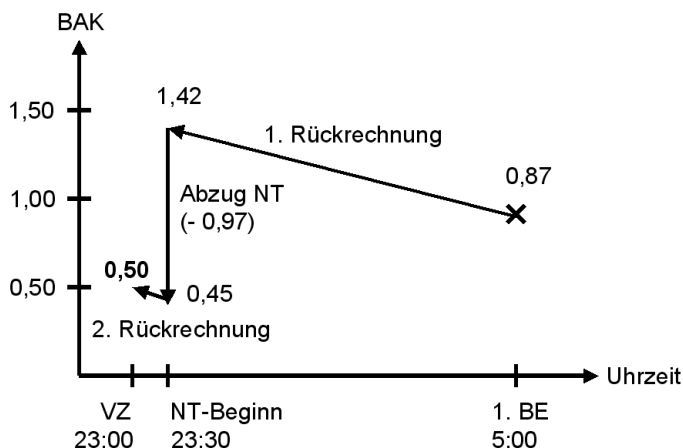 BAK
1,50
1,42
1. Rückrechnung
1,00
0,87
Abzug NT
(- 0,97)
0,50
0,50
0,45
2. Rückrechnung
Uhrzeit
VZ
23:00
NT-Beginn
23:30
1. BE
5:00